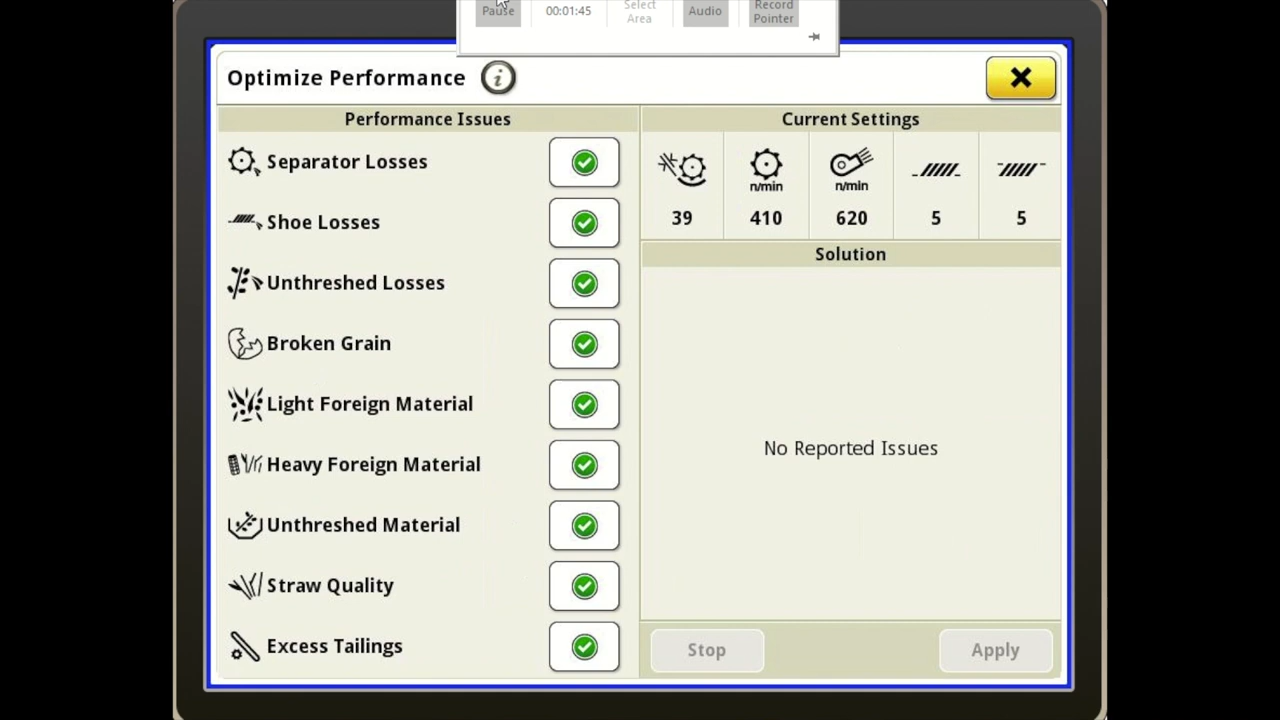 Pause
00:01:45
Select
Area
Audio
Record
Pointer
Optimize Performance
Performance Issues
Separator Losses
Shoe Losses
Unthreshed Losses
Broken Grain
Light Foreign Material
Heavy Foreign Material
Unthreshed Material
Straw Quality
Excess Tailings
Current Settings
n/min
n/min
39
410
620
5
5
Solution
No Reported Issues
Stop
Apply